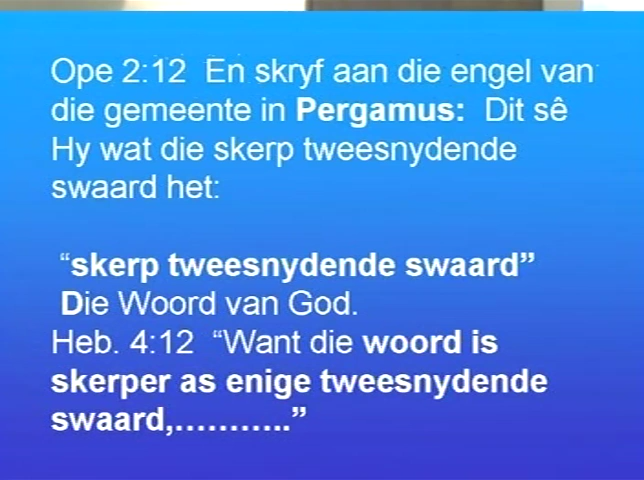 Ope 2:12  En skryf aan die engel van
die gemeente in Pergamus:  Dit sê
Hy wat die skerp tweesnydende
swaard het:
“skerp tweesnydende swaard”
Die Woord van God.
Heb. 4:12  “Want die woord is
skerper as enige tweesnydende
swaard,………..”